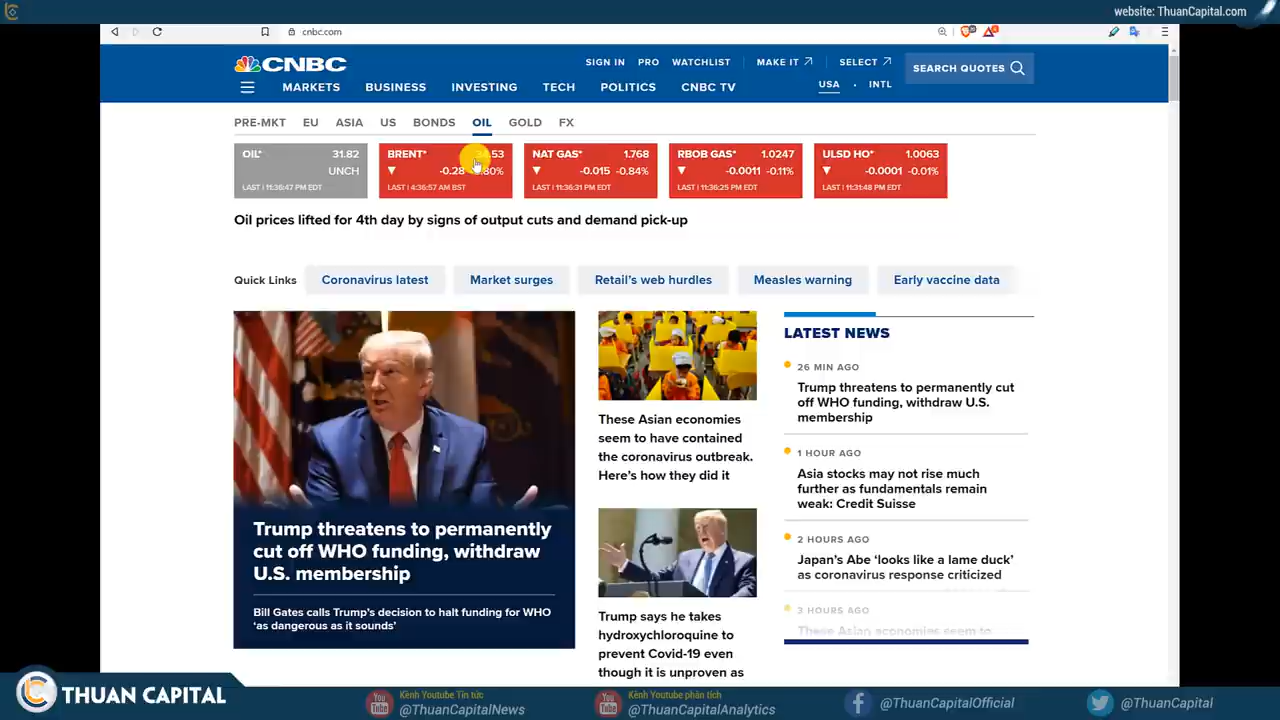 website: ThuanCapital.com
cnbc.com
CNBC
SIGN IN PRO WATCHLIST MAKE IT SELECT
SEARCH QUOTES
MARKETS BUSINESS INVESTING TECH POLITICS CNBC TV
USA · INTL
PRE-MKT EU ASIA US BONDS OIL GOLD FX
OIL* 31.82
UNCH
LAST | 11:36:47 PM EDT
BRENT* .53
-0.28
LAST | 4:36:57 AM BST
NAT GAS* 1.768
-0.015 -0.84%
LAST | 11:36:31 PM EDT
RBOB GAS* 1.0247
-0.0011 -0.11%
LAST | 11:36:25 PM EDT
ULSD HO* 1.0063
-0.0001 -0.01%
LAST | 11:31:48 PM EDT
Oil prices lifted for 4th day by signs of output cuts and demand pick-up
Quick Links
Coronavirus latest
Market surges
Retail's web hurdles
Measles warning
Early vaccine data
Trump threatens to permanently
cut off WHO funding, withdraw
U.S. membership
Bill Gates calls Trump's decision to halt funding for WHO
'as dangerous as it sounds'
These Asian economies
seem to have contained
the coronavirus outbreak.
Here's how they did it
Trump says he takes
hydroxychloroquine to
prevent Covid-19 even
though it is unproven as
LATEST NEWS
26 MIN AGO
Trump threatens to permanently cut
off WHO funding, withdraw U.S.
membership
1 HOUR AGO
Asia stocks may not rise much
further as fundamentals remain
weak: Credit Suisse
2 HOURS AGO
Japan's Abe 'looks like a lame duck'
as coronavirus response criticized
3 HOURS AGO
These Asian economies seem to
THUAN CAPITAL
Kênh Youtube Tin tức
@ThuanCapitalNews
Kênh Youtube phân tích
@ThuanCapitalAnalytics
@ThuanCapitalOfficial
@ThuanCapital